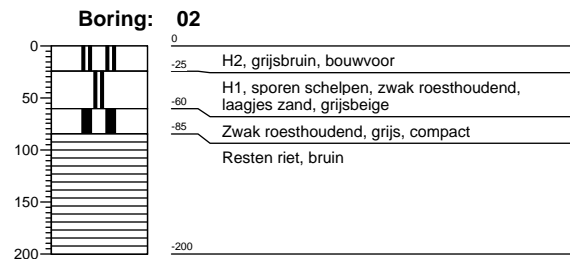 Boring: 02
0
50
100
150
200
0
-25
H2, grijsbruin, bouwvoor
-60
H1, sporen schelpen, zwak roesthoudend,
laagjes zand, grijsbeige
-85
Zwak roesthoudend, grijs, compact
Resten riet, bruin
-200